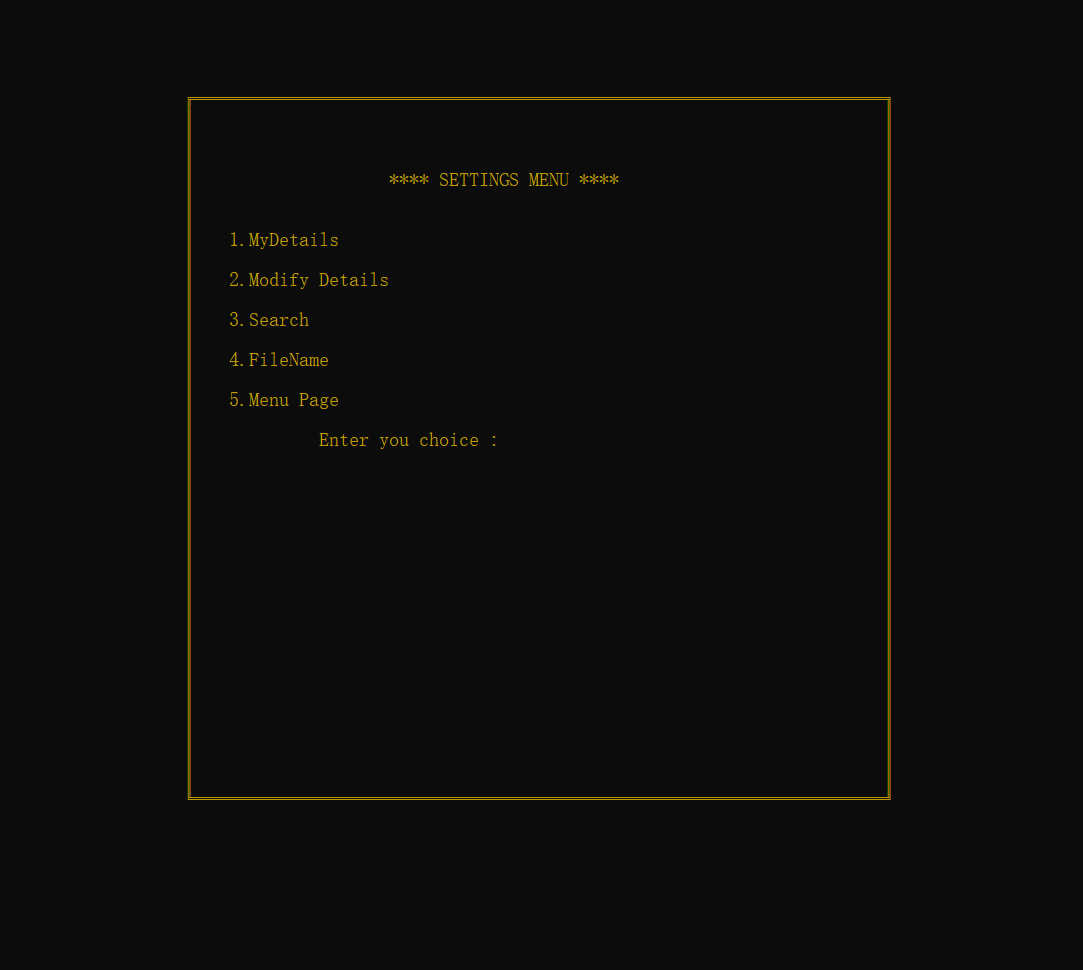 **** SETTINGS MENU ****
1.MyDetails
2.Modify Details
3.Search
4.FileName
5.Menu Page
Enter you choice :